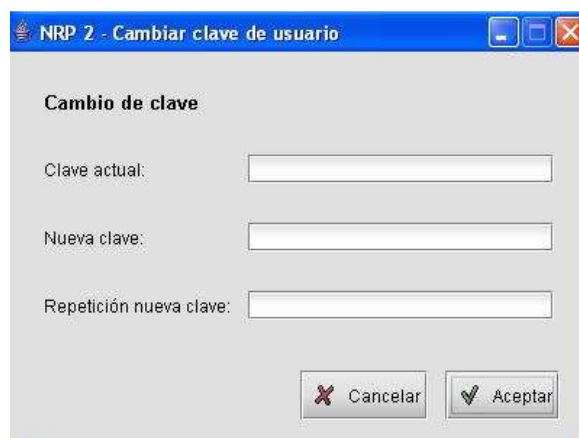 NRP 2 - Cambiar clave de usuario
Cambio de clave
Clave actual:
Nueva clave:
Repetición nueva clave:
Cancelar Aceptar